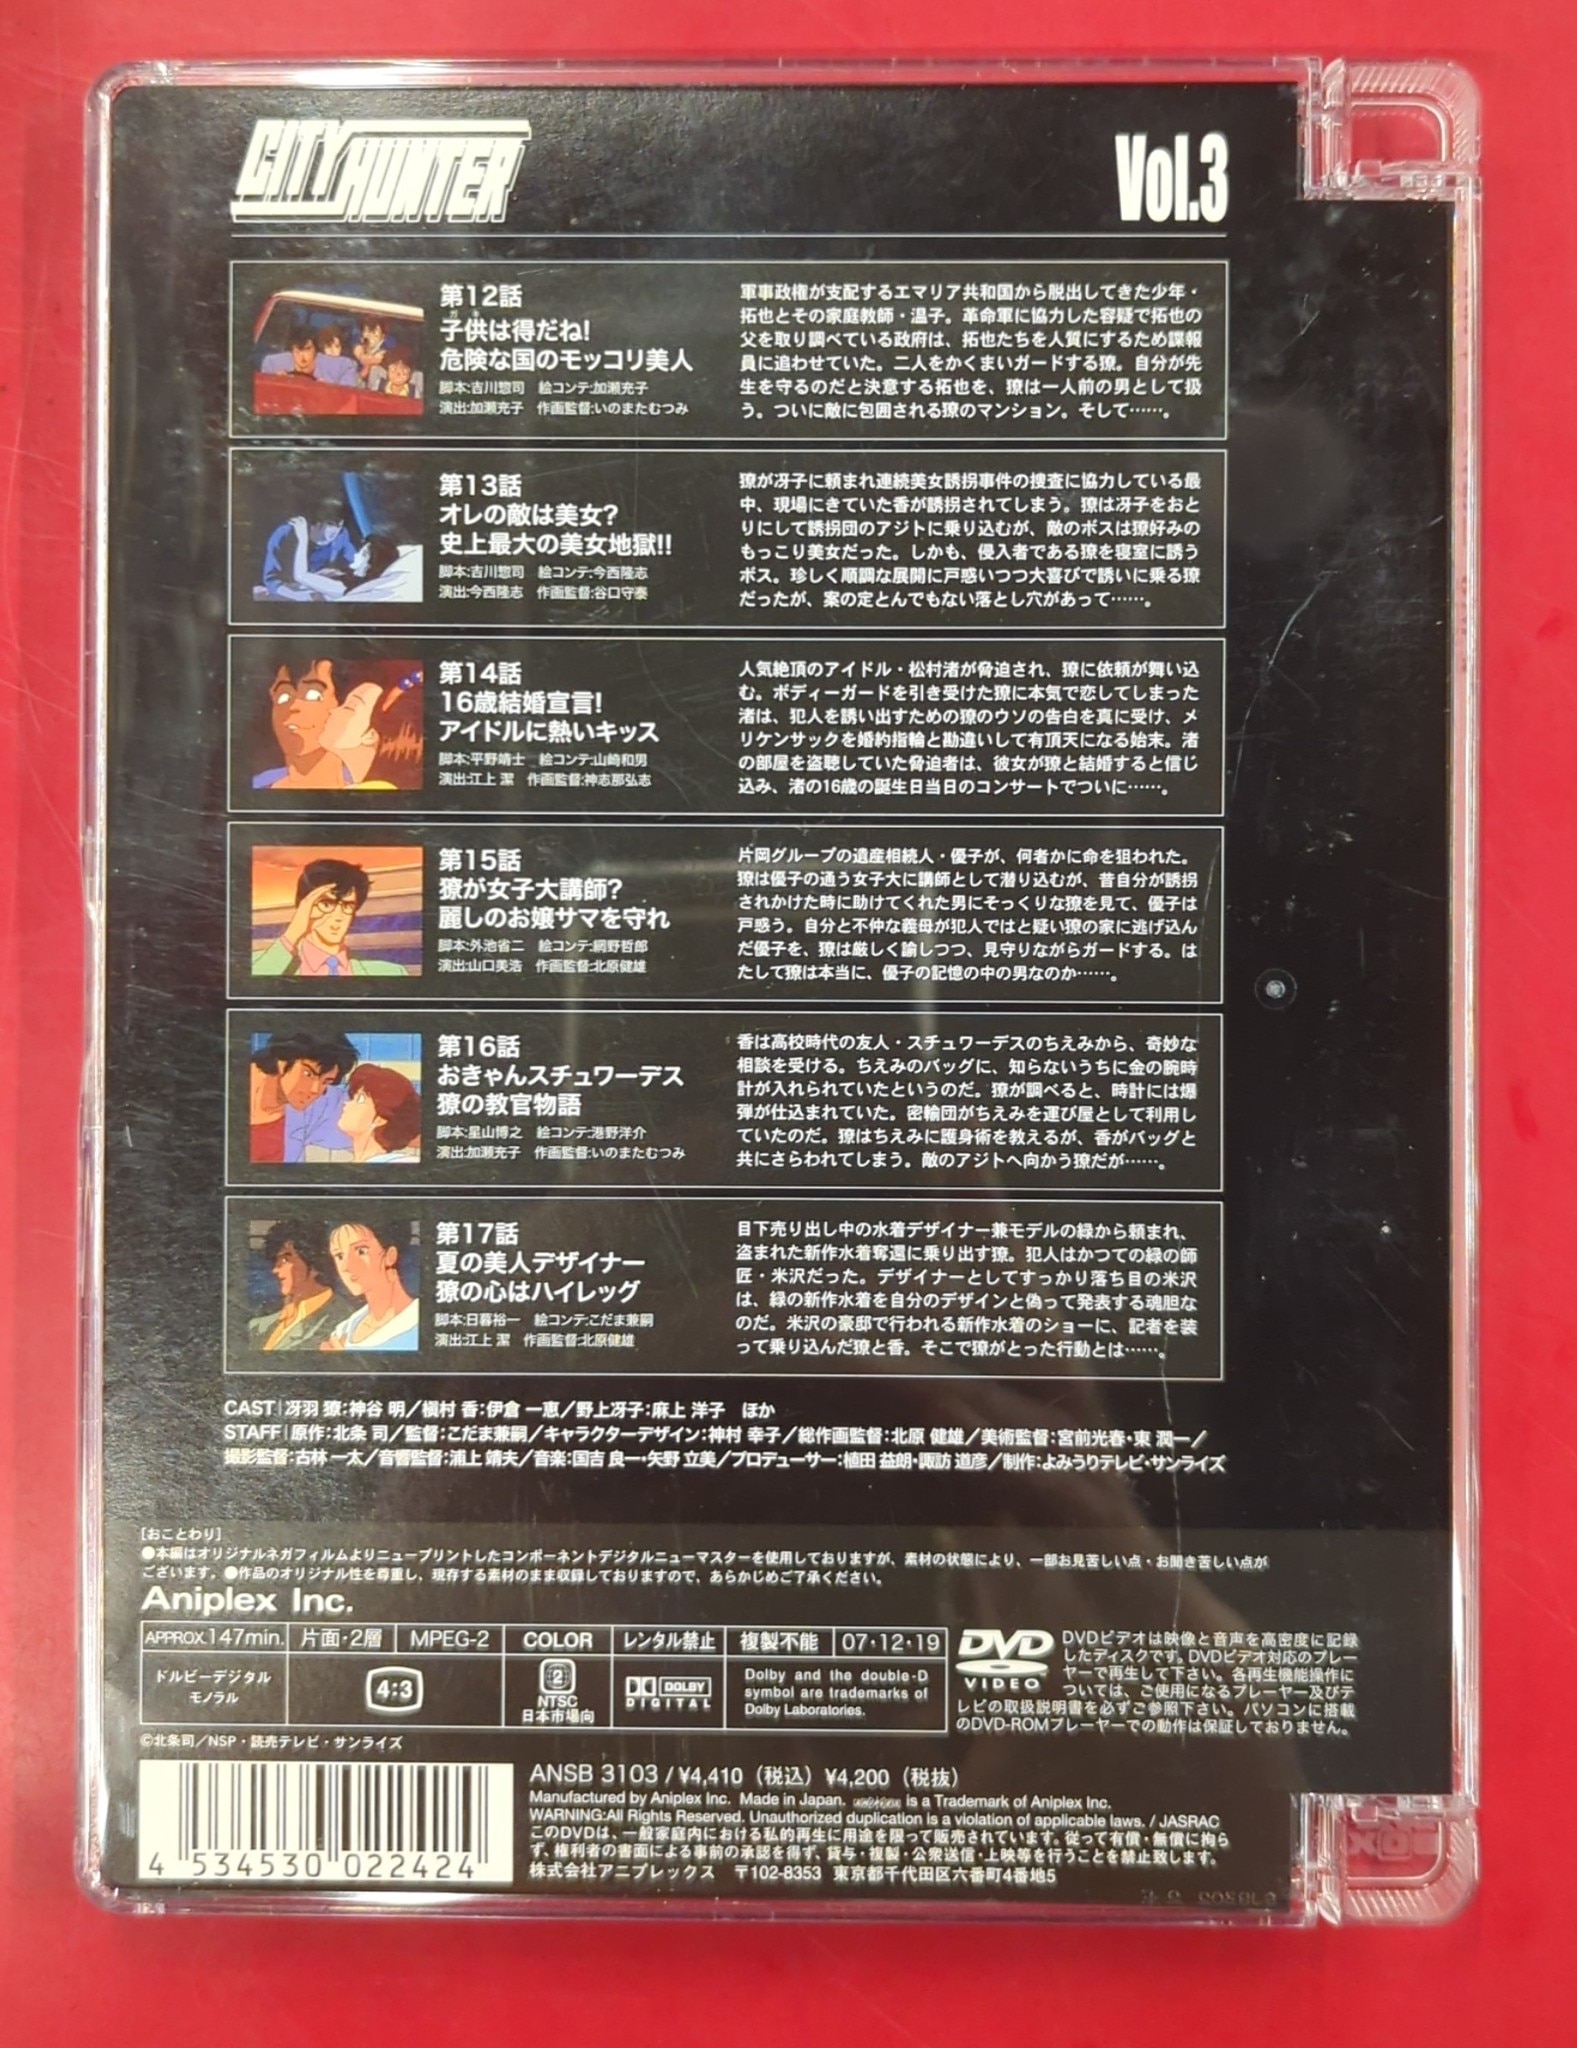 CITY HUNTER
Vol.3
第12話
ガキ
子供は得だね!
危険な国のモッコリ美人
脚本:吉川惣司 絵コンテ:加瀬充子
演出:加瀬充子 作画監督:いのまたむつみ
軍事政権が支配するエマリア共和国から脱出してきた少年・
拓也とその家庭教師・温子。革命軍に協力した容疑で拓也の
父を取り調べている政府は、拓也たちを人質にするため諜報
員に追わせていた。二人をかくまいガードする獠。自分が先
生を守るのだと決意する拓也を、獠は一人前の男として扱
う。ついに敵に包囲される獠のマンション。そして……。
第13話
オレの敵は美女?
史上最大の美女地獄!!
脚本:吉川惣司 絵コンテ:今西隆志
演出:今西隆志 作画監督:谷口守泰
獠が冴子に頼まれ連続美女誘拐事件の捜査に協力している最
中、現場にきていた香が誘拐されてしまう。獠は冴子をおと
りにして誘拐団のアジトに乗り込むが、敵のボスは獠好みの
もっこり美女だった。しかも、侵入者である獠を寝室に誘う
ボス。珍しく順調な展開に戸惑いつつ大喜びで誘いに乗る獠
だったが、案の定とんでもない落とし穴があって……。
第14話
16歳結婚宣言!
アイドルに熱いキッス
脚本:平野靖士 絵コンテ:山崎和男
演出:江上 潔 作画監督:神志那弘志
人気絶頂のアイドル・松村渚が脅迫され、獠に依頼が舞い込
む。ボディーガードを引き受けた獠に本気で恋してしまった
渚は、犯人を誘い出すための獠のウソの告白を真に受け、メ
リケンサックを婚約指輪と勘違いして有頂天になる始末。渚
の部屋を盗聴していた脅迫者は、彼女が獠と結婚すると信じ
込み、渚の16歳の誕生日当日のコンサートでついに……。
第15話
獠が女子大講師?
麗しのお嬢サマを守れ
脚本:外池省二 絵コンテ:網野哲郎
演出:山口美浩 作画監督:北原健雄
片岡グループの遺産相続人・優子が、何者かに命を狙われた。
獠は優子の通う女子大に講師として潜り込むが、昔自分が誘拐
されかけた時に助けてくれた男にそっくりな獠を見て、優子は
戸惑う。自分と不仲な義母が犯人ではと疑い獠の家に逃げ込ん
だ優子を、獠は厳しく諭しつつ、見守りながらガードする。は
たして獠は本当に、優子の記憶の中の男なのか……。
第16話
おきゃんスチュワーデス
獠の教官物語
脚本:星山博之 絵コンテ:港野洋介
演出:加瀬充子 作画監督:いのまたむつみ
香は高校時代の友人・スチュワーデスのちえみから、奇妙な
相談を受ける。ちえみのバッグに、知らないうちに金の腕時
計が入れられていたというのだ。獠が調べると、時計には爆
弾が仕込まれていた。密輸団がちえみを運び屋として利用し
ていたのだ。獠はちえみに護身術を教えるが、香がバッグと
共にさらわれてしまう。敵のアジトへ向かう獠だが……。
第17話
夏の美人デザイナー
獠の心はハイレッグ
脚本:日暮裕一 絵コンテ:こだま兼嗣
演出:江上 潔 作画監督:北原健雄
目下売り出し中の水着デザイナー兼モデルの緑から頼まれ、
盗まれた新作水着奪還に乗り出す獠。犯人はかつての緑の師
匠・米沢だった。デザイナーとしてすっかり落ち目の米沢
は、緑の新作水着を自分のデザインと偽って発表する魂胆な
のだ。米沢の豪邸で行われる新作水着のショーに、記者を装
って乗り込んだ獠と香。そこで獠がとった行動とは……。
CAST|冴羽 獠:神谷 明／槇村 香:伊倉 一恵／野上冴子:麻上 洋子 ほか
STAFF|原作:北条 司／監督:こだま兼嗣／キャラクターデザイン:神村 幸子／総作画監督:北原 健雄／美術監督:宮前光春・東 潤一／
撮影監督:古林 一太／音響監督:浦上 靖夫／音楽:国吉 良一・矢野 立美／プロデューサー:植田 益朗・諏訪 道彦／制作:よみうりテレビ・サンライズ
[おことわり]
●本編はオリジナルネガフィルムよりニュープリントしたコンポーネントデジタルニューマスターを使用しておりますが、素材の状態により、一部お見苦しい点・お聞き苦しい点が
ございます。●作品のオリジナル性を尊重し、現存する素材のまま収録しておりますので、あらかじめご了承ください。
Aniplex Inc.
APPROX.147min. 片面・2層 MPEG-2 COLOR レンタル禁止 複製不能 07・12・19
ドルビーデジタル
モノラル
4:3
2
NTSC
日本市場向
DOLBY
DIGITAL
Dolby and the double-D
symbol are trademarks of
Dolby Laboratories.
DVD
VIDEO
DVDビデオは映像と音声を高密度に記録
したディスクです。DVDビデオ対応のプレー
ヤーで再生して下さい。各再生機能操作に
ついては、ご使用になるプレーヤー及びテ
レビの取扱説明書を必ずご参照下さい。パソコンに搭載
のDVD-ROMプレーヤーでの動作は保証しておりません。
©北条司／NSP・読売テレビ・サンライズ
4 534530 022424
ANSB 3103 / ¥4,410（税込）¥4,200（税抜）
Manufactured by Aniplex Inc. Made in Japan. is a Trademark of Aniplex Inc.
WARNING:All Rights Reserved. Unauthorized duplication is a violation of applicable laws. / JASRAC
このDVDは、一般家庭内における私的再生に用途を限って販売されています。従って有償・無償に拘ら
ず、権利者の書面による事前の承認を得ず、貸与・複製・公衆送信・上映等を行うことを禁止致します。
株式会社アニプレックス 〒102-8353 東京都千代田区六番町4番地5